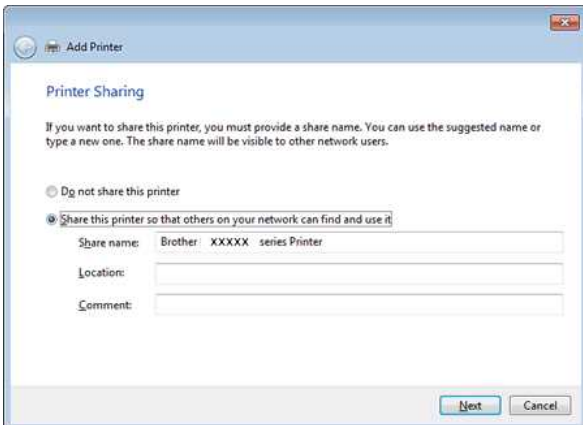 Add Printer
Printer Sharing
If you want to share this printer, you must provide a share name. You can use the suggested name or
type a new one. The share name will be visible to other network users.
Do not share this printer
Share this printer so that others on your network can find and use it
Share name: Brother XXXXX series Printer
Location:
Comment:
Next Cancel